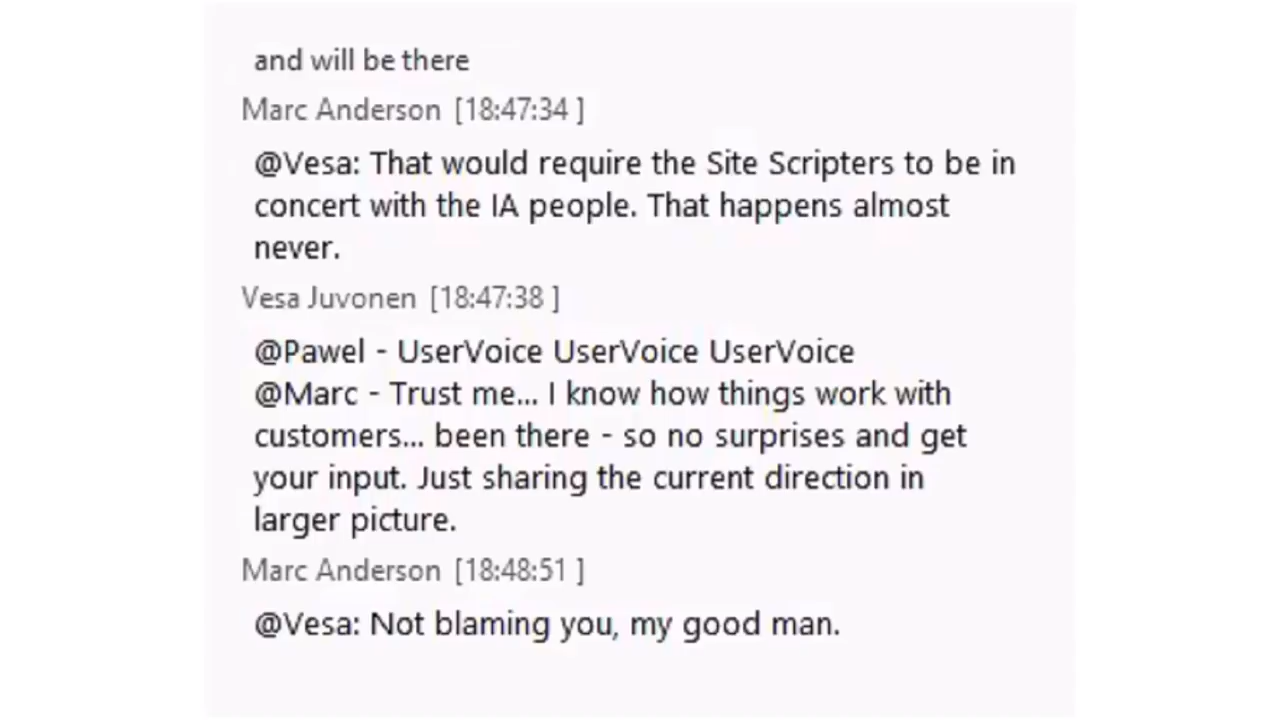 and will be there
Marc Anderson [18:47:34 ]
@Vesa: That would require the Site Scripters to be in
concert with the IA people. That happens almost
never.
Vesa Juvonen [18:47:38 ]
@Pawel - UserVoice UserVoice UserVoice
@Marc - Trust me... I know how things work with
customers... been there - so no surprises and get
your input. Just sharing the current direction in
larger picture.
Marc Anderson [18:48:51 ]
@Vesa: Not blaming you, my good man.